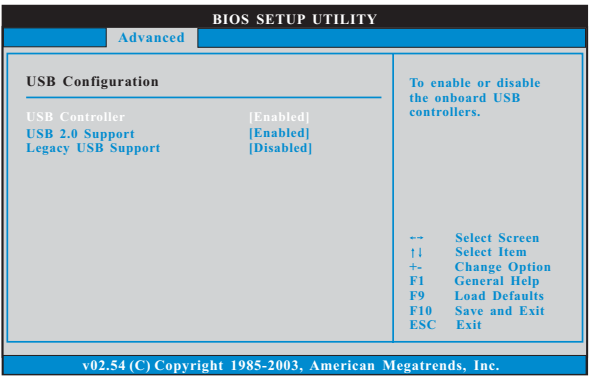 BIOS SETUP UTILITY
Advanced
USB Configuration
USB Controller [Enabled]
USB 2.0 Support [Enabled]
Legacy USB Support [Disabled]
To enable or disable
the onboard USB
controllers.
←→ Select Screen
↑↓ Select Item
+- Change Option
F1 General Help
F9 Load Defaults
F10 Save and Exit
ESC Exit
v02.54 (C) Copyright 1985-2003, American Megatrends, Inc.